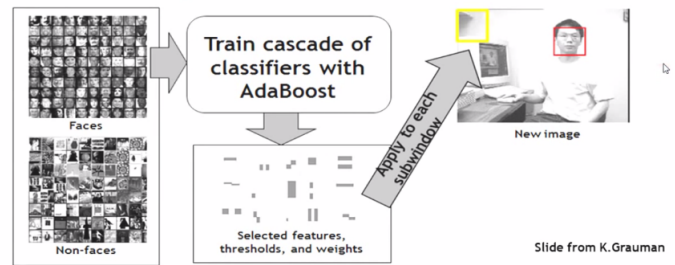 Faces
Non-faces
Train cascade of
classifiers with
AdaBoost
Selected features,
thresholds, and weights
Apply to each
subwindow
New image
Slide from K.Grauman